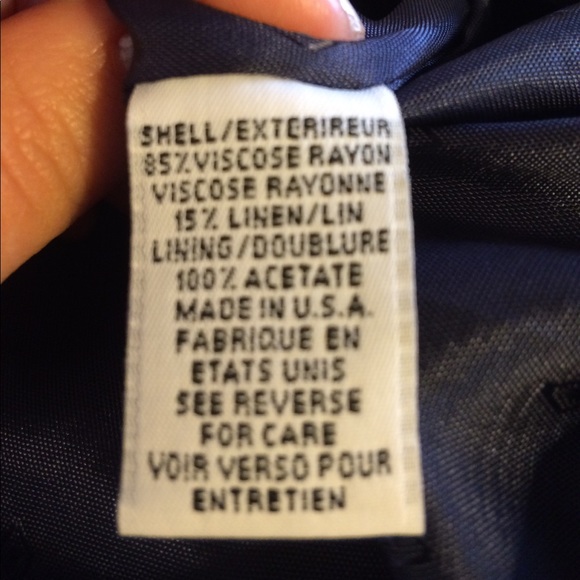 SHELL/EXTERIREUR
85% VISCOSE RAYON
VISCOSE RAYONNE
15% LINEN/LIN
LINING/DOUBLURE
100% ACETATE
MADE IN U.S.A.
FABRIQUE EN
ETATS UNIS
SEE REVERSE
FOR CARE
VOIR VERSO POUR
ENTRETIEN